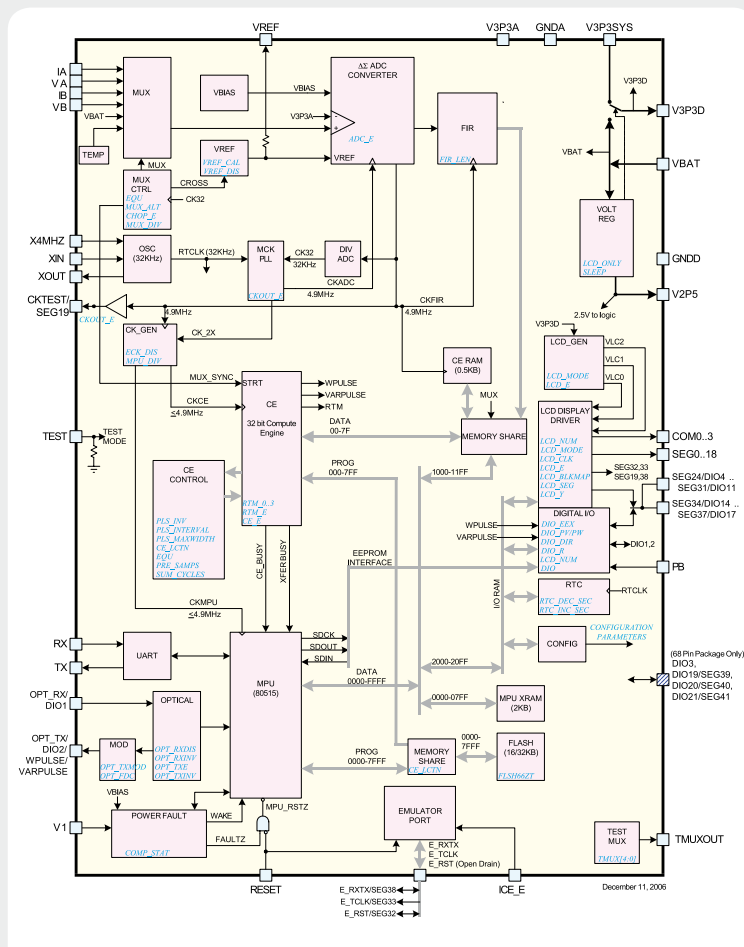 VREF
V3P3A
GNDA
V3P3SYS
IA
VA
IB
VB
VBAT
TEMP
MUX
MUX
MUX
CTRL
EQU
MUX_ALT
CHOP_E
MUX_DIV
VBIAS
VBIAS
V3P3A
VREF
VREF_CAL
VREF_DIS
CROSS
CK32
ΔΣ ADC
CONVERTER
-
+
ADC_E
VREF
FIR
FIR_LEN
V3P3D
V3P3D
VBAT
VBAT
VOLT
REG
LCD_ONLY
SLEEP
GNDD
V2P5
2.5V to logic
X4MHZ
XIN
XOUT
OSC
(32KHz)
RTCLK (32KHz)
MCK
PLL
CKOUT_E
CK32
32KHz
DIV
ADC
CKADC
4.9MHz
CKTEST/
SEG19
CKOUT_E
4.9MHz
CKFIR
4.9MHz
CK_GEN
ECK_DIS
MPU_DIV
CK_2X
MUX_SYNC
CKCE
≤4.9MHz
STRT
CE
32 bit Compute
Engine
RTM_0..3
RTM_E
CE_E
WPULSE
VARPULSE
RTM
CE RAM
(0.5KB)
MUX
MEMORY SHARE
DATA
00-7F
PROG
000-7FF
1000-11FF
V3P3D
LCD_GEN
LCD_MODE
LCD_E
VLC2
VLC1
VLC0
LCD DISPLAY
DRIVER
LCD_NUM
LCD_MODE
LCD_CLK
LCD_E
LCD_BLKMAP
LCD_SEG
LCD_Y
COM0..3
SEG0..18
SEG32,33
SEG19,38
SEG24/DIO4 ..
SEG31/DIO11
SEG34/DIO14 ..
SEG37/DIO17
DIGITAL I/O
DIO_EEX
DIO_PV/PW
DIO_DIR
DIO_R
LCD_NUM
DIO
WPULSE
VARPULSE
DIO1,2
PB
TEST
TEST
MODE
CE
CONTROL
PLS_INV
PLS_INTERVAL
PLS_MAXWIDTH
CE_LCTN
EQU
PRE_SAMPS
SUM_CYCLES
CE_BUSY
XFER BUSY
EEPROM
INTERFACE
I/O RAM
RTC
RTC_DEC_SEC
RTC_INC_SEC
RTCLK
CONFIG
CONFIGURATION
PARAMETERS
CKMPU
≤4.9MHz
RX
TX
UART
MPU
(80515)
SDCK
SDOUT
SDIN
DATA
0000-FFFF
2000-20FF
0000-07FF
MPU XRAM
(2KB)
(68 Pin Package Only)
DIO3,
DIO19/SEG39,
DIO20/SEG40,
DIO21/SEG41
OPT_RX/
DIO1
OPTICAL
OPT_RXDIS
OPT_RXINV
OPT_TXE
OPT_TXINV
OPT_TX/
DIO2/
WPULSE/
VARPULSE
MOD
OPT_TXMOD
OPT_FDC
PROG
0000-7FFF
MEMORY
SHARE
CE_LCTN
0000-
7FFF
FLASH
(16/32KB)
FLSH66ZT
VBIAS
V1
POWER FAULT
COMP_STAT
WAKE
FAULTZ
MPU_RSTZ
EMULATOR
PORT
E_RXTX
E_TCLK
E_RST (Open Drain)
TEST
MUX
TMUX[4:0]
TMUXOUT
RESET
ICE_E
December 11, 2006
E_RXTX/SEG38
E_TCLK/SEG33
E_RST/SEG32